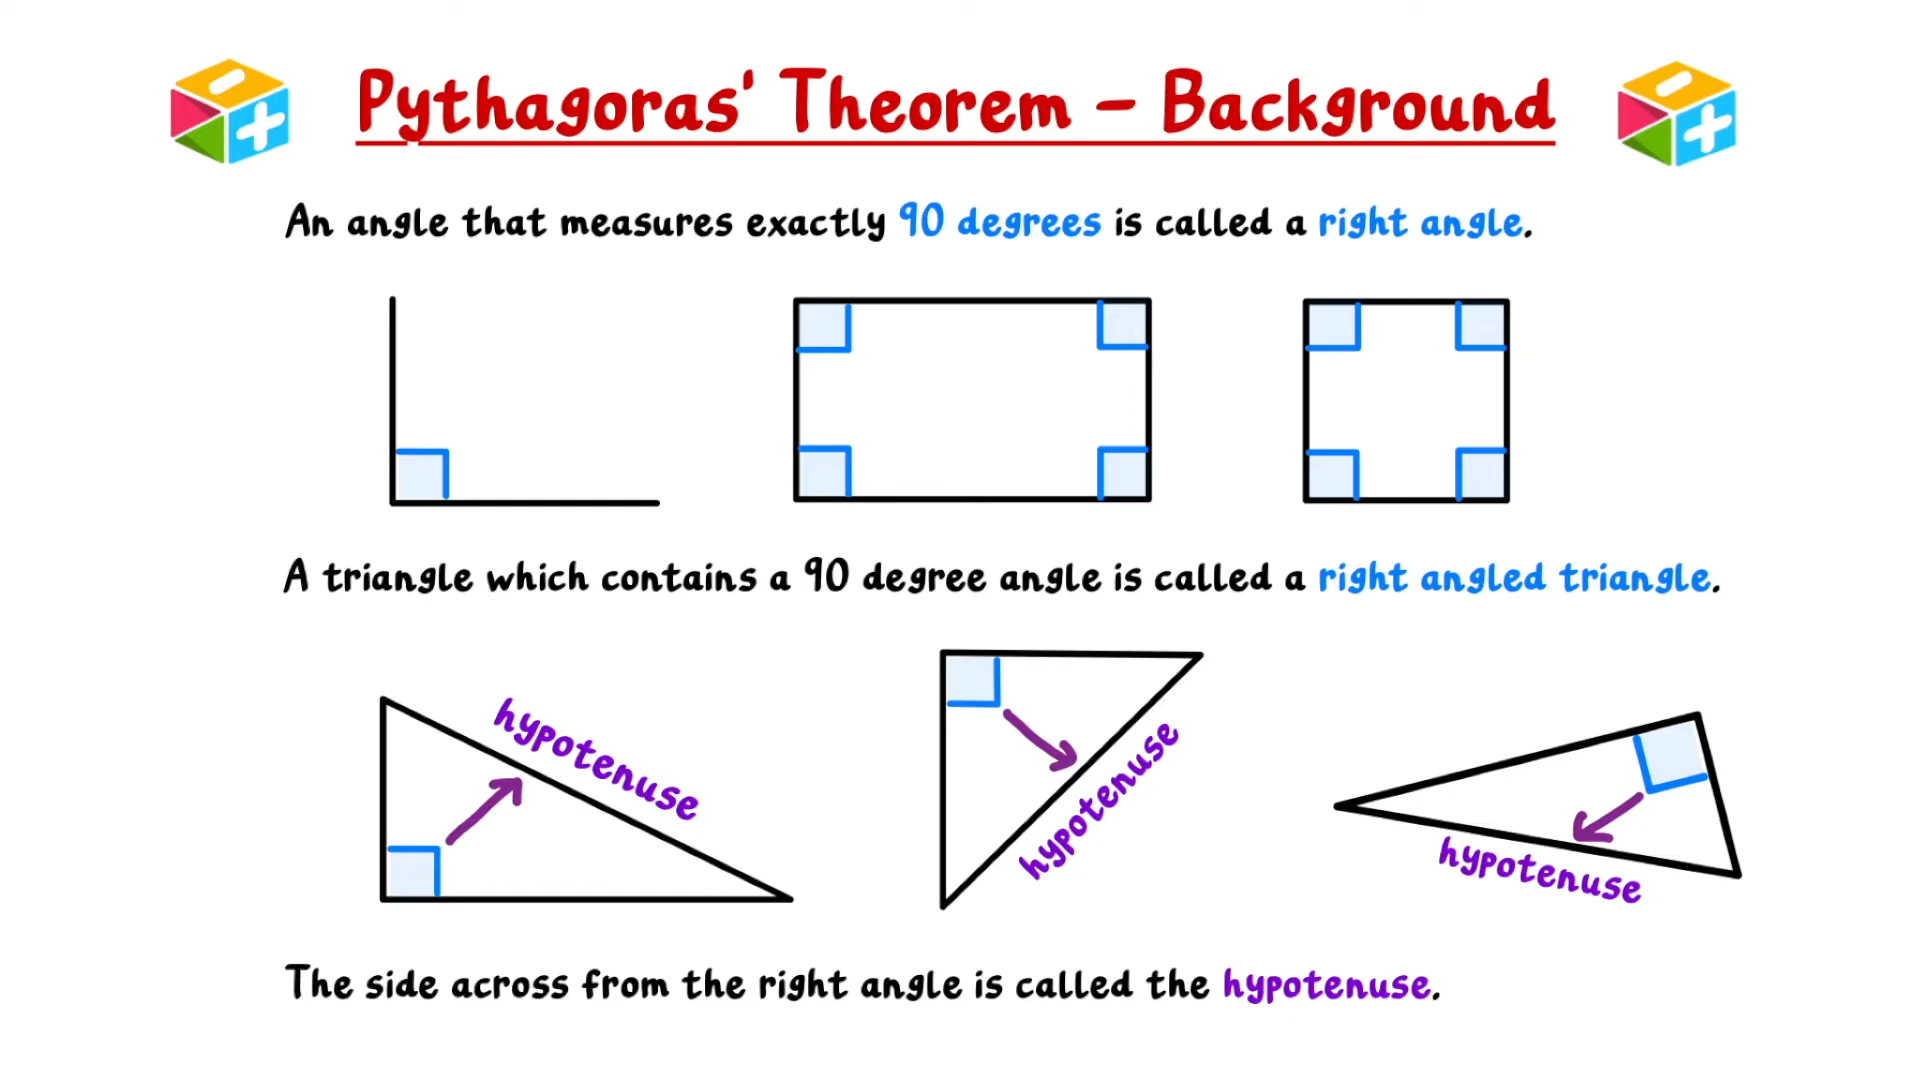 Pythagoras' Theorem – Background
An angle that measures exactly 90 degrees is called a right angle.
A triangle which contains a 90 degree angle is called a right angled triangle.
hypotenuse
hypotenuse
hypotenuse
The side across from the right angle is called the hypotenuse.